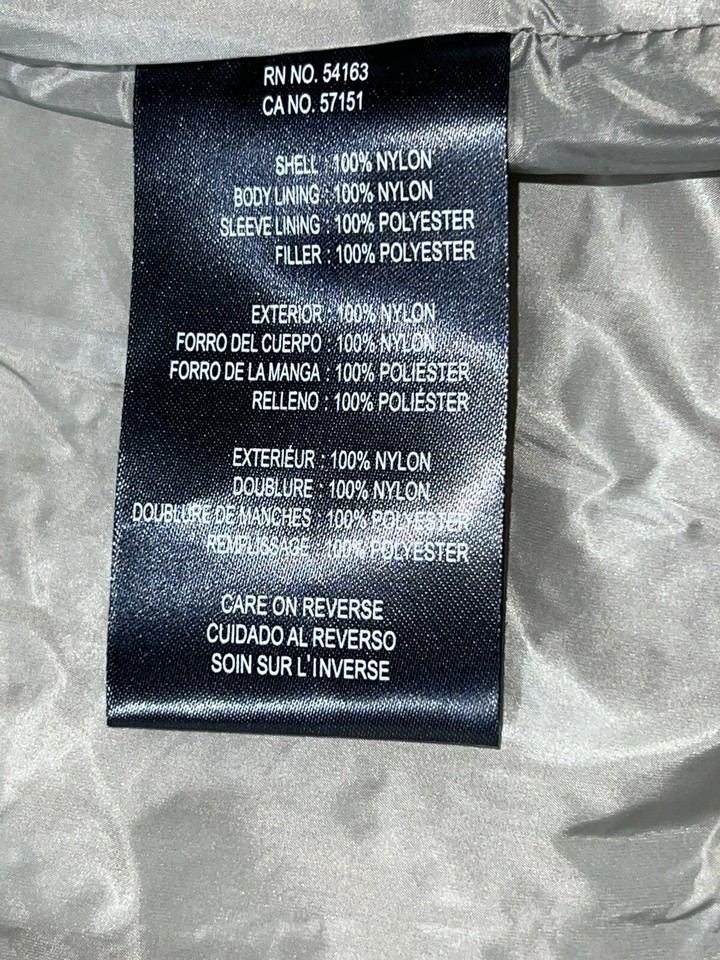 RN NO. 54163
CA NO. 57151
SHELL : 100% NYLON
BODY LINING : 100% NYLON
SLEEVE LINING : 100% POLYESTER
FILLER : 100% POLYESTER
EXTERIOR : 100% NYLON
FORRO DEL CUERPO : 100% NYLON
FORRO DE LA MANGA : 100% POLIÉSTER
RELLENO : 100% POLIÉSTER
EXTERIÉUR : 100% NYLON
DOUBLURE : 100% NYLON
DOUBLURE DE MANCHES : 100% POLYESTER
REMPLISSAGE : 100% POLYESTER
CARE ON REVERSE
CUIDADO AL REVERSO
SOIN SUR L'INVERSE